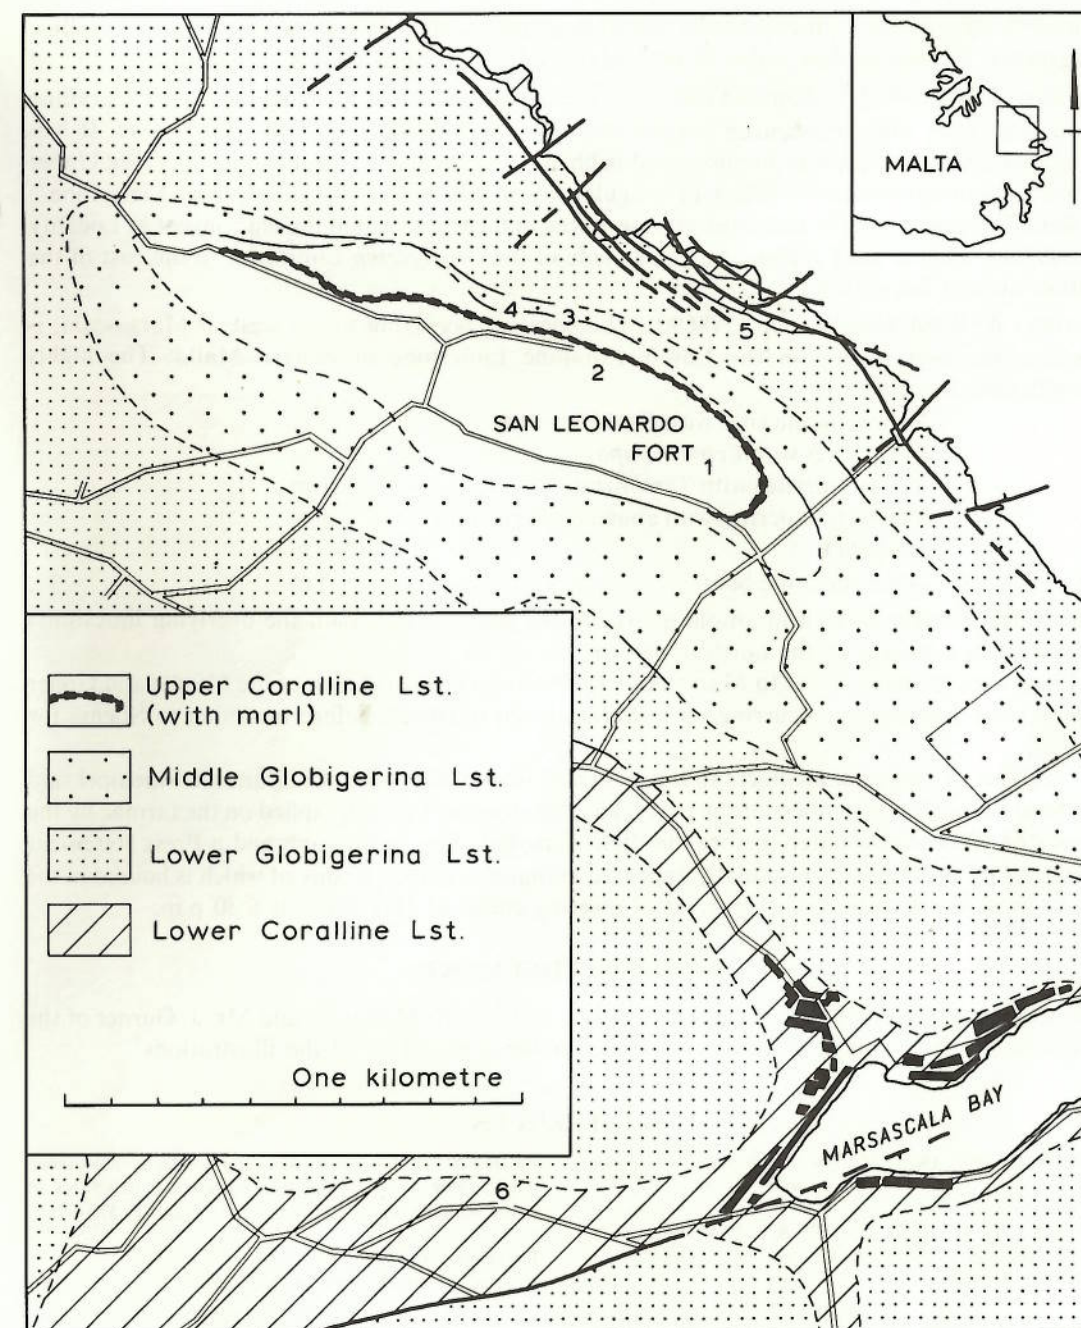 MALTA
4
3
5
2
SAN LEONARDO
FORT 1
Upper Coralline Lst.
(with marl)
Middle Globigerina Lst.
Lower Globigerina Lst.
Lower Coralline Lst.
One kilometre
MARSASCALA BAY
6